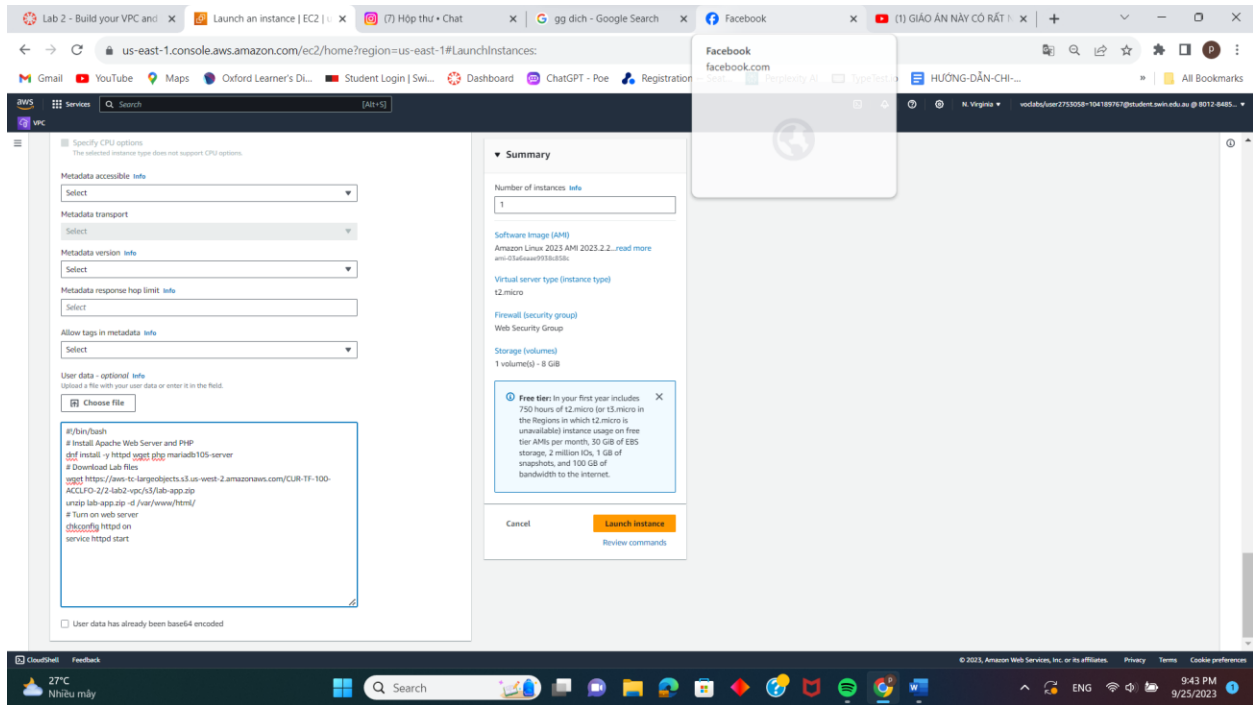 Lab 2 - Build your VPC and
Launch an instance | EC2 | u
(7) Hộp thư • Chat
gg dich - Google Search
Facebook
(1) GIÁO ÁN NÀY CÓ RẤT
us-east-1.console.aws.amazon.com/ec2/home?region=us-east-1#LaunchInstances:
Facebook
facebook.com
Gmail
YouTube
Maps
Oxford Learner's Di...
Student Login | Swi...
Dashboard
ChatGPT - Poe
Registration
HƯỚNG-DẪN-CHI-...
»
All Bookmarks
aws
Services
Search
[Alt+S]
N. Virginia
voclabs/user2753058=104189767@student.swin.edu.au @ 8012-8485...
VPC
Specify CPU options
The selected instance type does not support CPU options.
Metadata accessible Info
Select
Metadata transport
Select
Metadata version Info
Select
Metadata response hop limit Info
Select
Allow tags in metadata Info
Select
User data - optional Info
Upload a file with your user data or enter it in the field.
Choose file
#!/bin/bash
# Install Apache Web Server and PHP
dnf install -y httpd wget php mariadb105-server
# Download Lab files
wget https://aws-tc-largeobjects.s3.us-west-2.amazonaws.com/CUR-TF-100-
ACCLFO-2/2-lab2-vpc/s3/lab-app.zip
unzip lab-app.zip -d /var/www/html/
# Turn on web server
chkconfig httpd on
service httpd start
User data has already been base64 encoded
Summary
Number of instances Info
1
Software Image (AMI)
Amazon Linux 2023 AMI 2023.2.2...read more
ami-03a6eaae9938c858c
Virtual server type (instance type)
t2.micro
Firewall (security group)
Web Security Group
Storage (volumes)
1 volume(s) - 8 GiB
Free tier: In your first year includes
750 hours of t2.micro (or t3.micro in
the Regions in which t2.micro is
unavailable) instance usage on free
tier AMIs per month, 30 GiB of EBS
storage, 2 million IOs, 1 GB of
snapshots, and 100 GB of
bandwidth to the internet.
Cancel
Launch instance
Review commands
CloudShell
Feedback
© 2023, Amazon Web Services, Inc. or its affiliates.
Privacy
Terms
Cookie preferences
27°C
Nhiều mây
Search
ENG
9:43 PM
9/25/2023
1